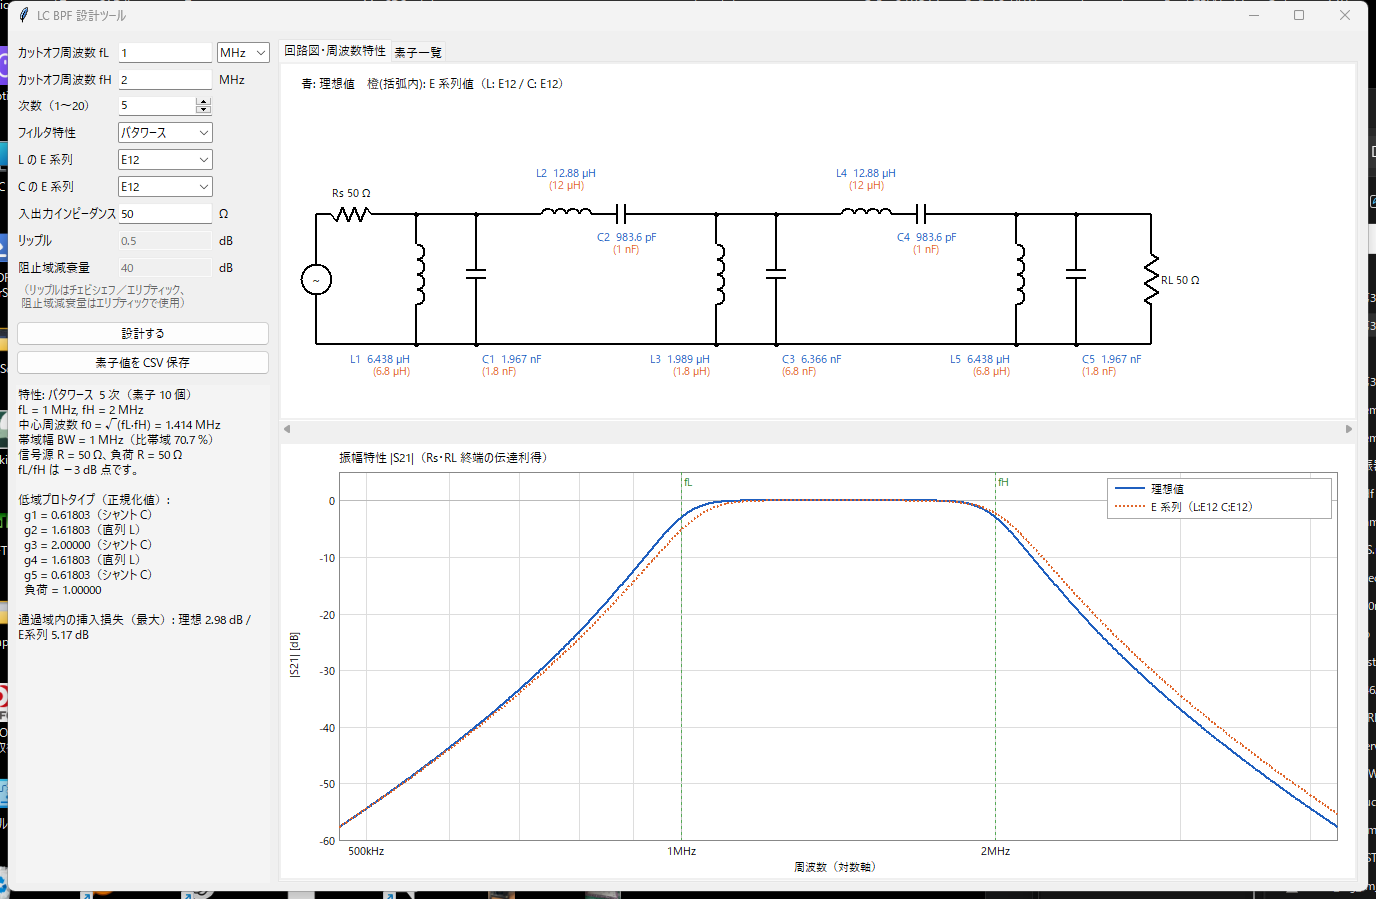 LC BPF 設計ツール
カットオフ周波数 fL 1 MHz
カットオフ周波数 fH 2 MHz
次数（1～20） 5
フィルタ特性 バタワース
L の E 系列 E12
C の E 系列 E12
入出力インピーダンス 50 Ω
リップル 0.5 dB
阻止域減衰量 40 dB
（リップルはチェビシェフ／エリプティック、
阻止域減衰量はエリプティックで使用）
設計する
素子値を CSV 保存
特性: バタワース 5 次（素子 10 個）
fL = 1 MHz, fH = 2 MHz
中心周波数 f0 = √(fL·fH) = 1.414 MHz
帯域幅 BW = 1 MHz（比帯域 70.7 %）
信号源 R = 50 Ω、負荷 R = 50 Ω
fL/fH は －3 dB 点です。
低域プロトタイプ（正規化値）:
g1 = 0.61803（シャント C）
g2 = 1.61803（直列 L）
g3 = 2.00000（シャント C）
g4 = 1.61803（直列 L）
g5 = 0.61803（シャント C）
負荷 = 1.00000
通過域内の挿入損失（最大）: 理想 2.98 dB /
E系列 5.17 dB
回路図・周波数特性 素子一覧
青: 理想値 橙(括弧内): E 系列値（L: E12 / C: E12）
L2 12.88 μH
(12 μH)
L4 12.88 μH
(12 μH)
Rs 50 Ω
C2 983.6 pF
(1 nF)
C4 983.6 pF
(1 nF)
~
RL 50 Ω
L1 6.438 μH
(6.8 μH)
C1 1.967 nF
(1.8 nF)
L3 1.989 μH
(1.8 μH)
C3 6.366 nF
(6.8 nF)
L5 6.438 μH
(6.8 μH)
C5 1.967 nF
(1.8 nF)
振幅特性 |S21|（Rs・RL 終端の伝達利得）
fL
fH
理想値
E 系列（L:E12 C:E12）
|S21| [dB]
0
-10
-20
-30
-40
-50
-60
500kHz 1MHz 2MHz
周波数（対数軸）